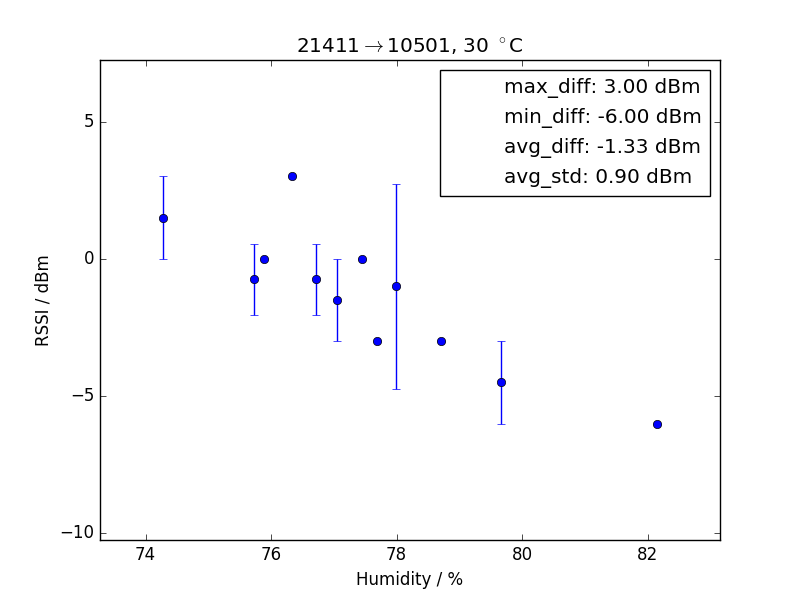 21411→10501, 30 °C
max_diff: 3.00 dBm
min_diff: -6.00 dBm
avg_diff: -1.33 dBm
avg_std: 0.90 dBm
5
0
−5
−10
RSSI / dBm
74 76 78 80 82
Humidity / %